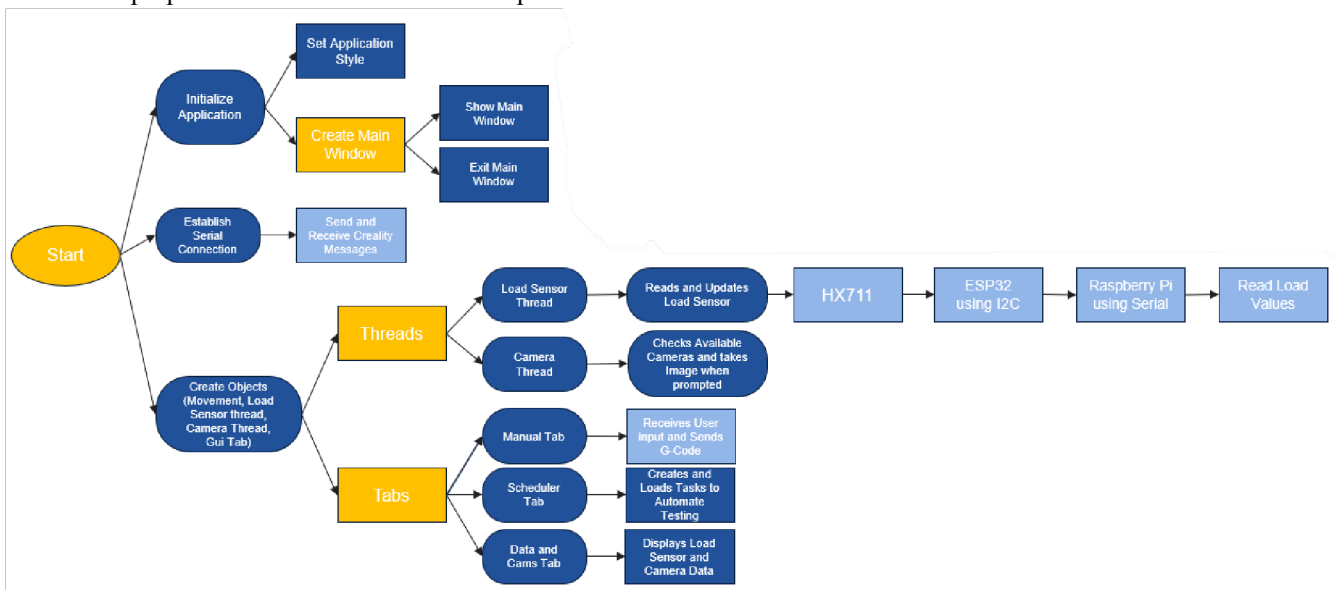 Set Application
Style
Initialize
Application
Show Main
Window
Create Main
Window
Exit Main
Window
Start
Establish
Serial
Connection
Send and
Receive Creality
Messages
Threads
Load Sensor
Thread
Reads and Updates
Load Sensor
HX711
ESP32
using I2C
Raspberry Pi
using Serial
Read Load
Values
Camera
Thread
Checks Available
Cameras and takes
Image when
prompted
Create Objects
(Movement, Load
Sensor thread,
Camera Thread,
Gui Tab)
Tabs
Manual Tab
Receives User
input and Sends
G-Code
Scheduler
Tab
Creates and
Loads Tasks to
Automate
Testing
Data and
Cams Tab
Displays Load
Sensor and
Camera Data